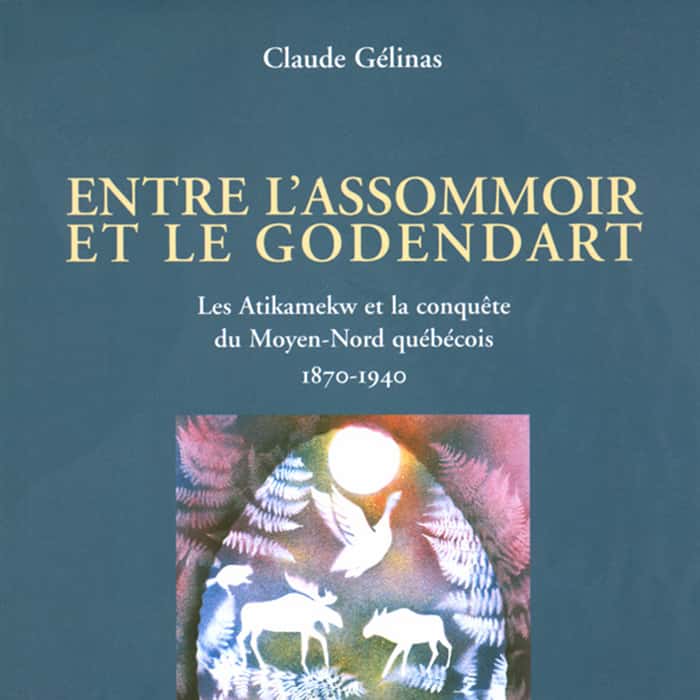 Claude Gélinas
ENTRE L'ASSOMMOIR
ET LE GODENDART
Les Atikamekw et la conquête
du Moyen-Nord québécois
1870-1940